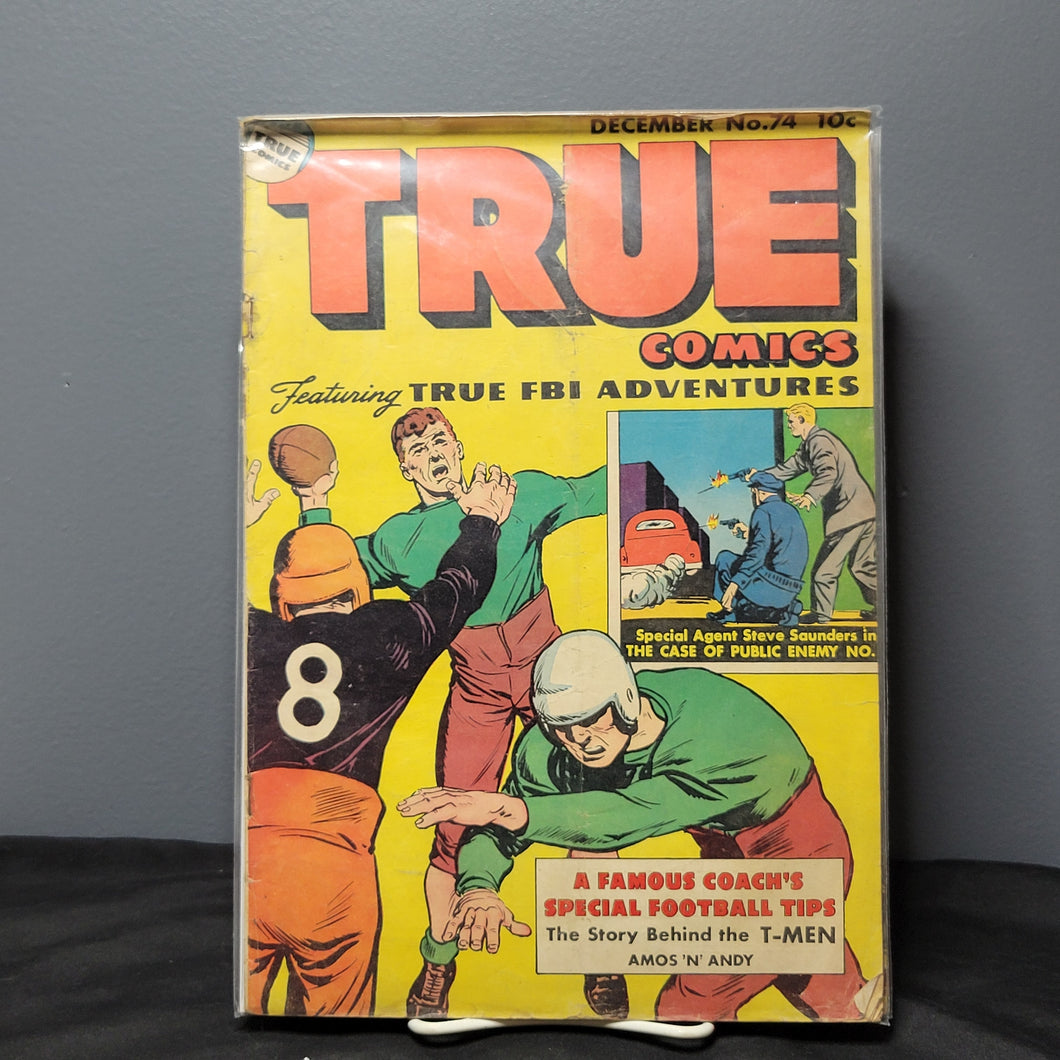 DECEMBER No.74 10c
TRUE
COMICS
TRUE
COMICS
Featuring TRUE FBI ADVENTURES
8
Special Agent Steve Saunders in
THE CASE OF PUBLIC ENEMY NO.
A FAMOUS COACH'S
SPECIAL FOOTBALL TIPS
The Story Behind the T-MEN
AMOS 'N' ANDY